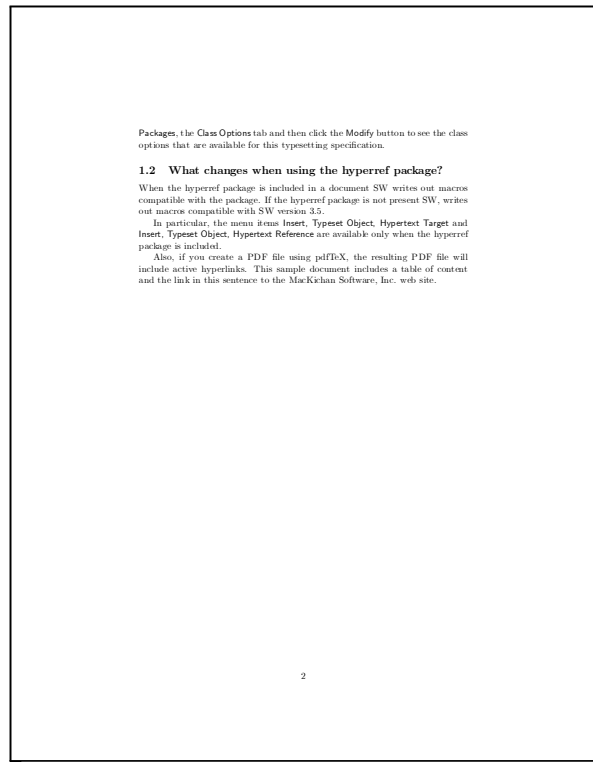 Packages, the Class Options tab and then click the Modify button to see the class
options that are available for this typesetting specification.
1.2 What changes when using the hyperref package?
When the hyperref package is included in a document SW writes out macros
compatible with the package. If the hyperref package is not present SW, writes
out macros compatible with SW version 3.5.
In particular, the menu items Insert, Typeset Object, Hypertext Target and
Insert, Typeset Object, Hypertext Reference are available only when the hyperref
package is included.
Also, if you create a PDF file using pdfTeX, the resulting PDF file will
include active hyperlinks. This sample document includes a table of content
and the link in this sentence to the MacKichan Software, Inc. web site.
2